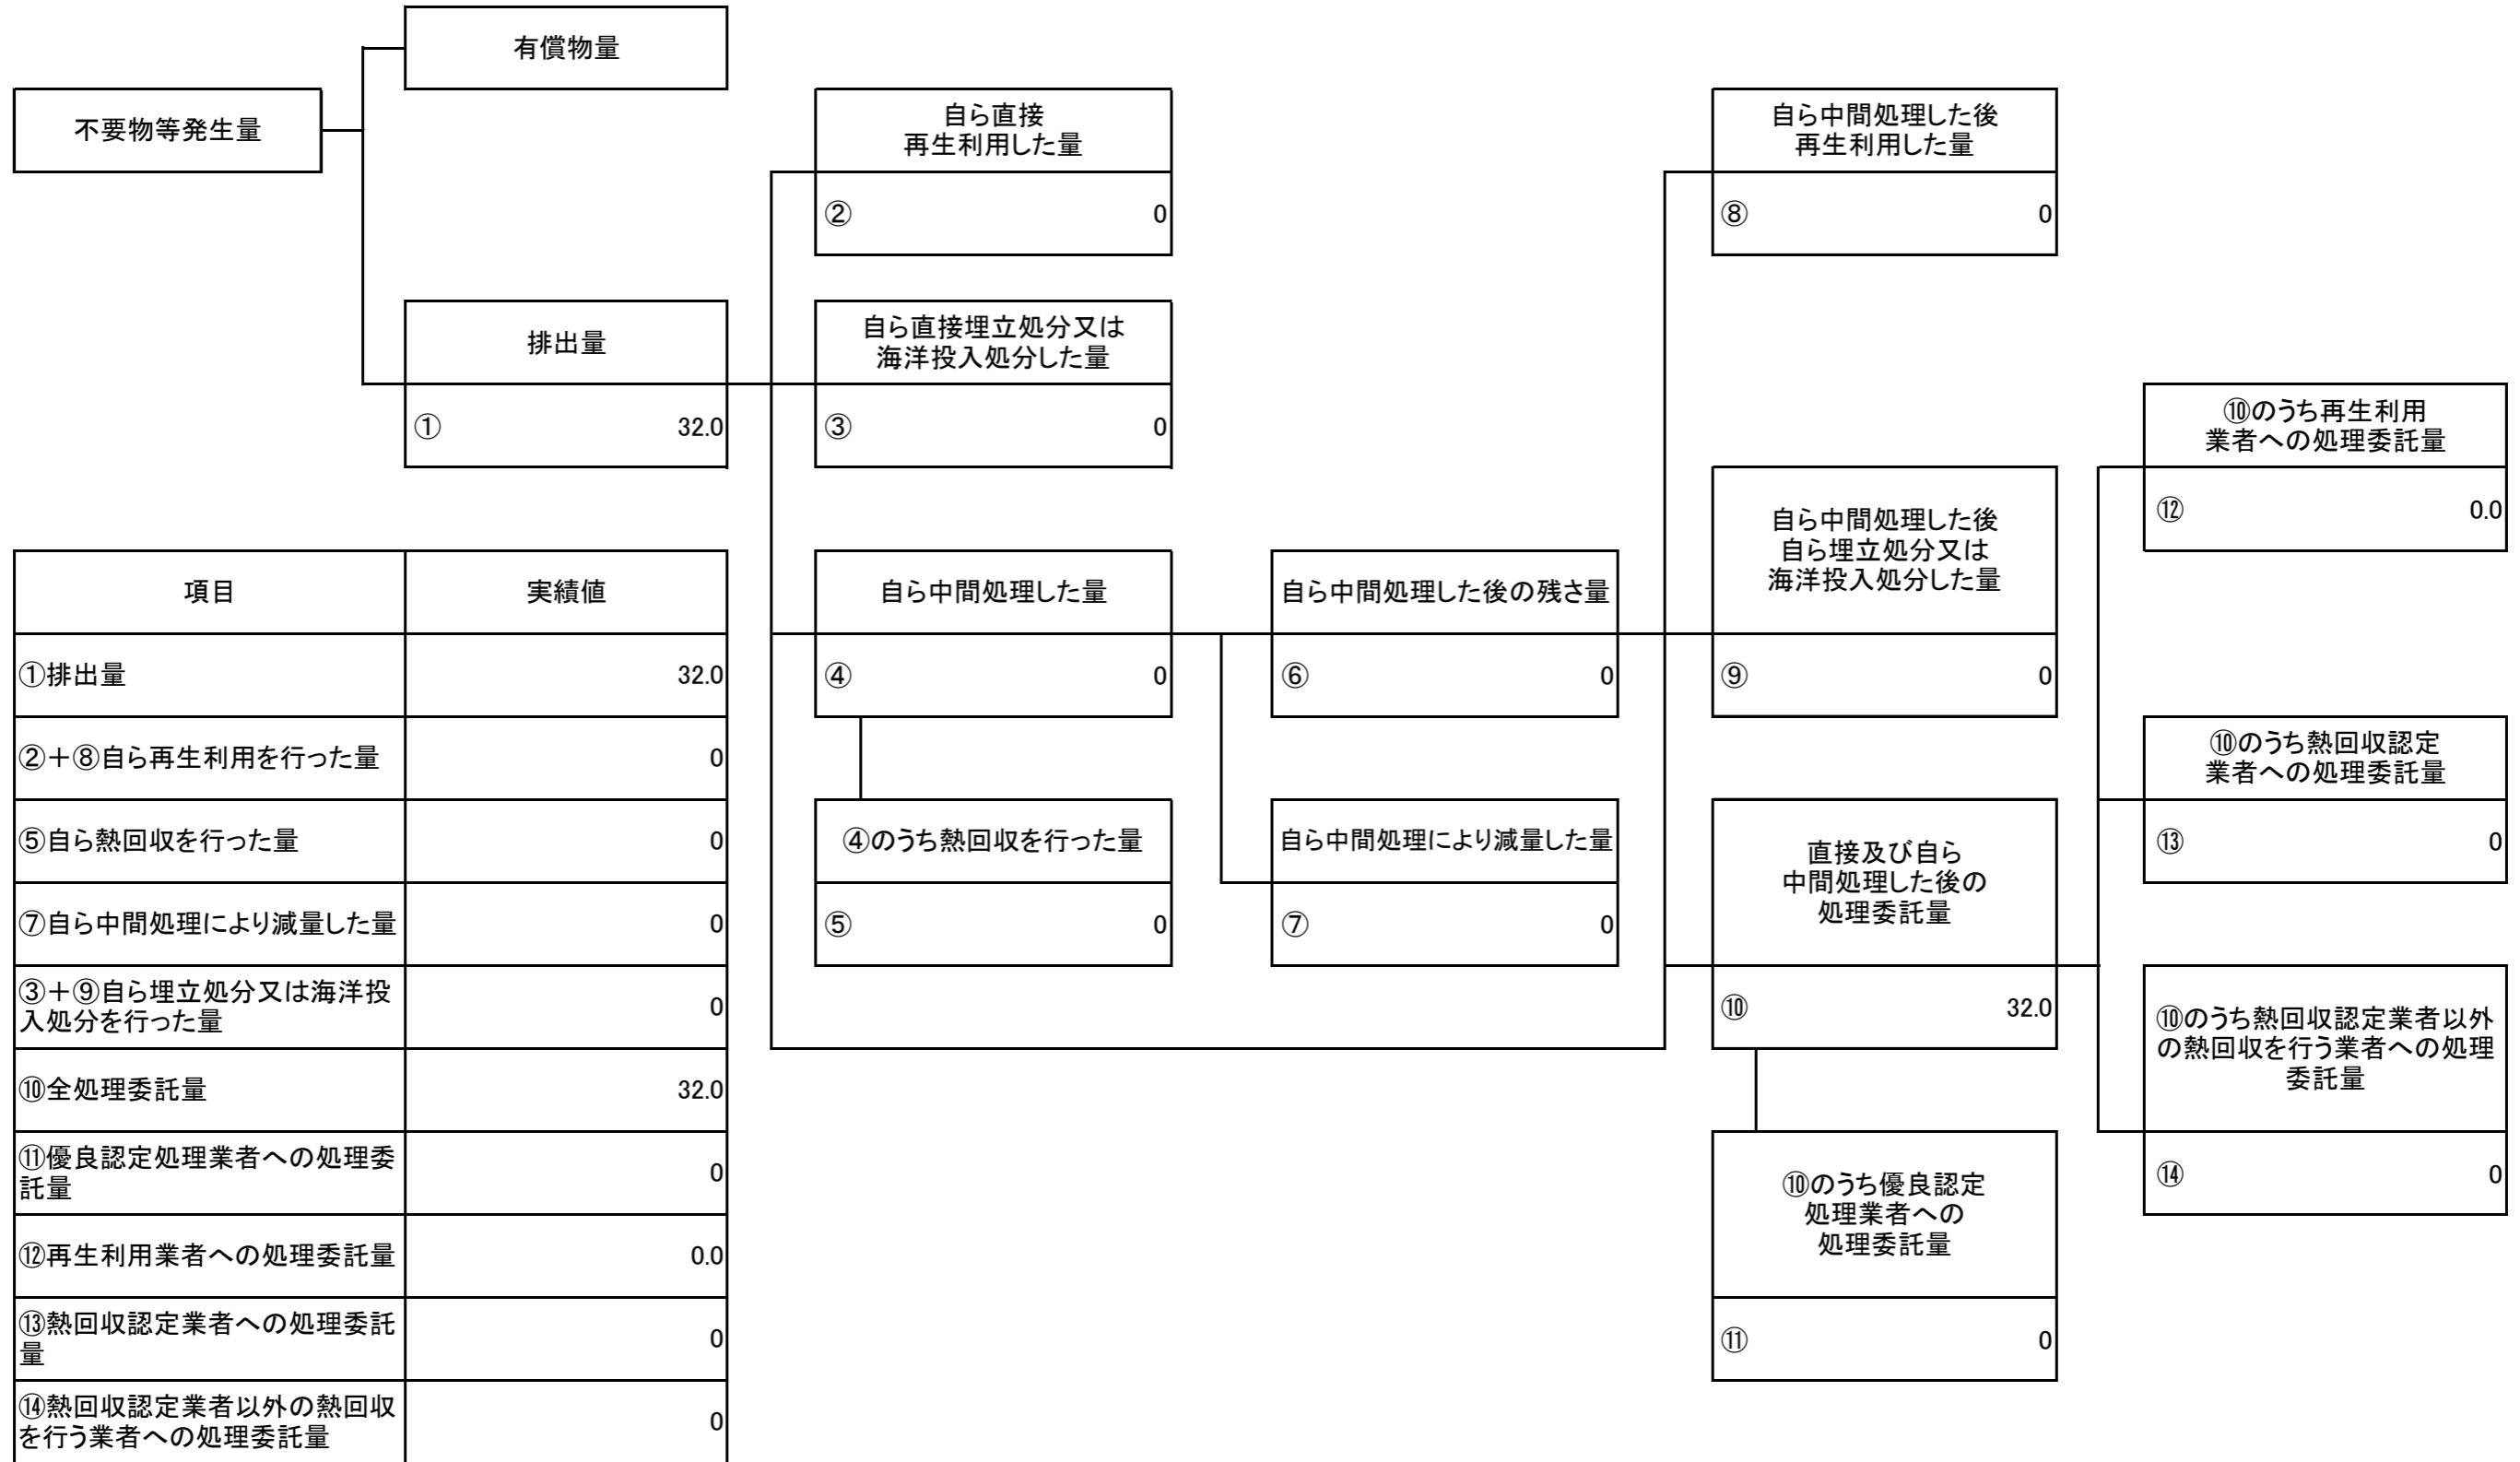 有償物量
不要物等発生量
自ら直接
再生利用した量
② 0
自ら中間処理した後
再生利用した量
⑧ 0
排出量
① 32.0
自ら直接埋立処分又は
海洋投入処分した量
③ 0
⑩のうち再生利用
業者への処理委託量
⑫ 0.0
自ら中間処理した量
④ 0
自ら中間処理した後の残さ量
⑥ 0
自ら中間処理した後
自ら埋立処分又は
海洋投入処分した量
⑨ 0
⑩のうち熱回収認定
業者への処理委託量
⑬ 0
④のうち熱回収を行った量
⑤ 0
自ら中間処理により減量した量
⑦ 0
直接及び自ら
中間処理した後の
処理委託量
⑩ 32.0
⑩のうち熱回収認定業者以外
の熱回収を行う業者への処理
委託量
⑭ 0
⑩のうち優良認定
処理業者への
処理委託量
⑪ 0
項目 実績値
①排出量 32.0
②＋⑧自ら再生利用を行った量 0
⑤自ら熱回収を行った量 0
⑦自ら中間処理により減量した量 0
③＋⑨自ら埋立処分又は海洋投
入処分を行った量 0
⑩全処理委託量 32.0
⑪優良認定処理業者への処理委
託量 0
⑫再生利用業者への処理委託量 0.0
⑬熱回収認定業者への処理委託
量 0
⑭熱回収認定業者以外の熱回収
を行う業者への処理委託量 0